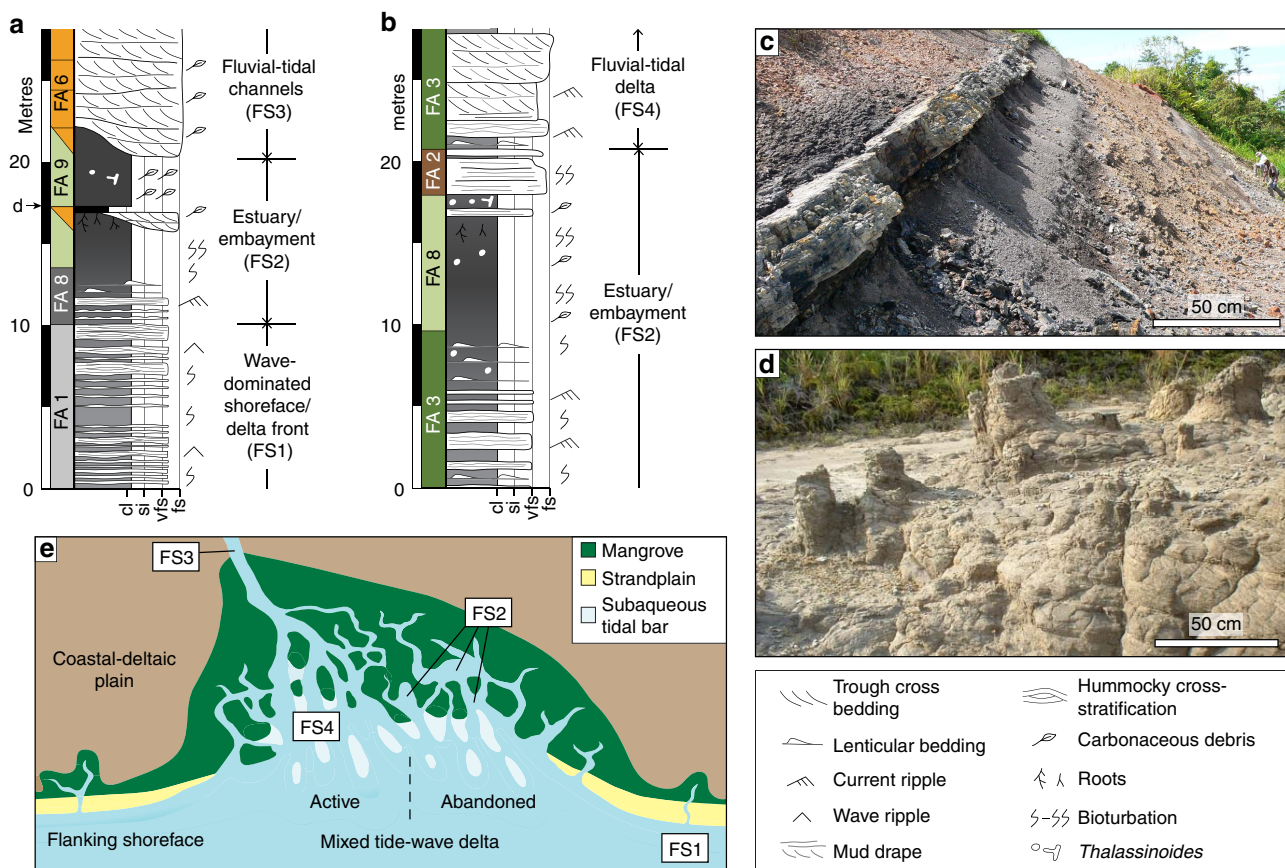 a
Metres
20
10
0
d
FA 6
FA 9
FA 8
FA 1
cl
si
vfs
fs
Fluvial-tidal
channels
(FS3)
Estuary/
embayment
(FS2)
Wave-
dominated
shoreface/
delta front
(FS1)
b
metres
20
10
0
FA 3
FA 2
FA 8
FA 3
cl
si
vfs
fs
Fluvial-tidal
delta
(FS4)
Estuary/
embayment
(FS2)
c
50 cm
d
50 cm
e
FS3
Mangrove
Strandplain
Subaqueous
tidal bar
FS2
Coastal-deltaic
plain
FS4
Active
Abandoned
Flanking shoreface
Mixed tide-wave delta
FS1
Trough cross
bedding
Lenticular bedding
Current ripple
Wave ripple
Mud drape
Hummocky cross-
stratification
Carbonaceous debris
Roots
Bioturbation
Thalassinoides